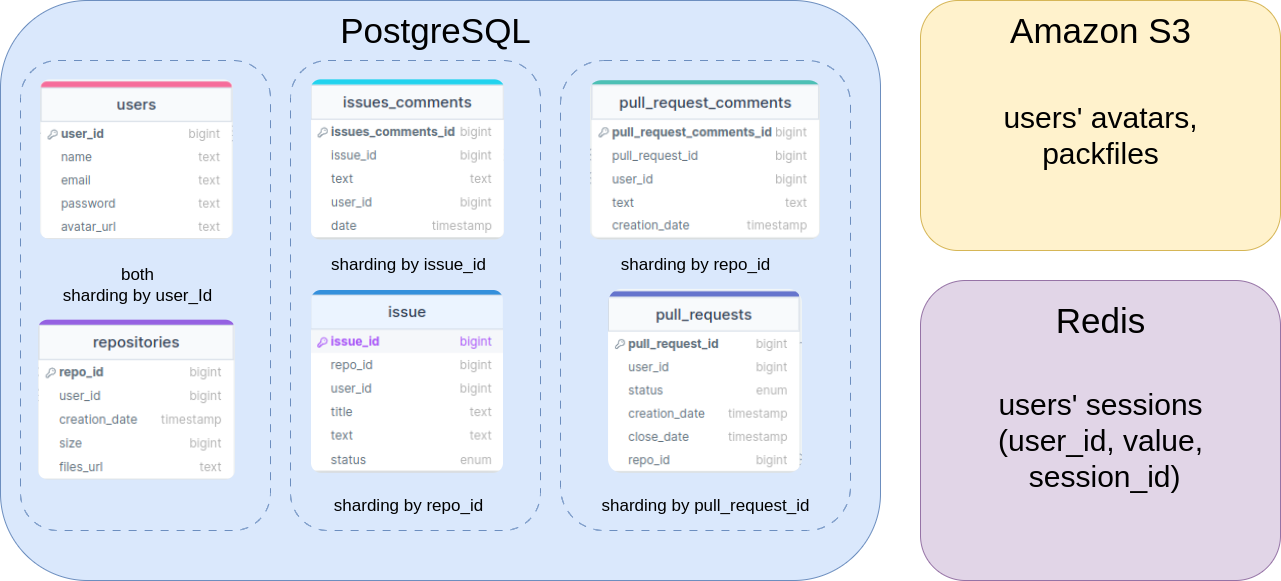 PostgreSQL
users
user_id bigint
name text
email text
password text
avatar_url text
both
sharding by user_Id
repositories
repo_id bigint
user_id bigint
creation_date timestamp
size bigint
files_url text
issues_comments
issues_comments_id bigint
issue_id bigint
text text
user_id bigint
date timestamp
sharding by issue_id
issue
issue_id bigint
repo_id bigint
user_id bigint
title text
text text
status enum
sharding by repo_id
pull_request_comments
pull_request_comments_id bigint
pull_request_id bigint
user_id bigint
text text
creation_date timestamp
sharding by repo_id
pull_requests
pull_request_id bigint
user_id bigint
status enum
creation_date timestamp
close_date timestamp
repo_id bigint
sharding by pull_request_id
Amazon S3
users' avatars,
packfiles
Redis
users' sessions
(user_id, value,
session_id)